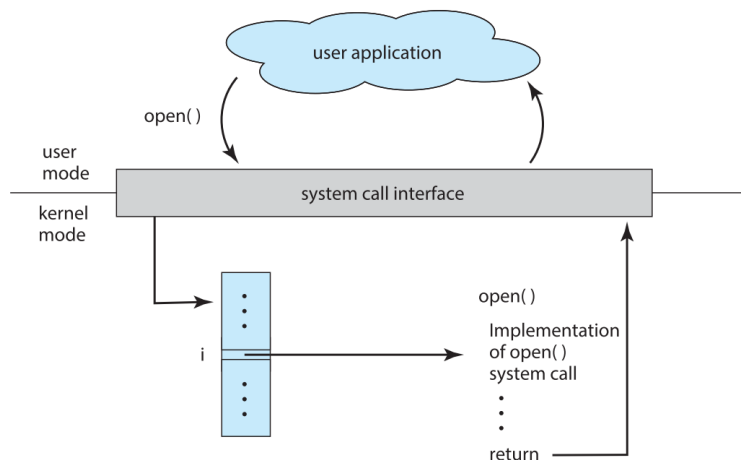 user application
open( )
user
mode
system call interface
kernel
mode
open( )
Implementation
i
of open( )
system call
return